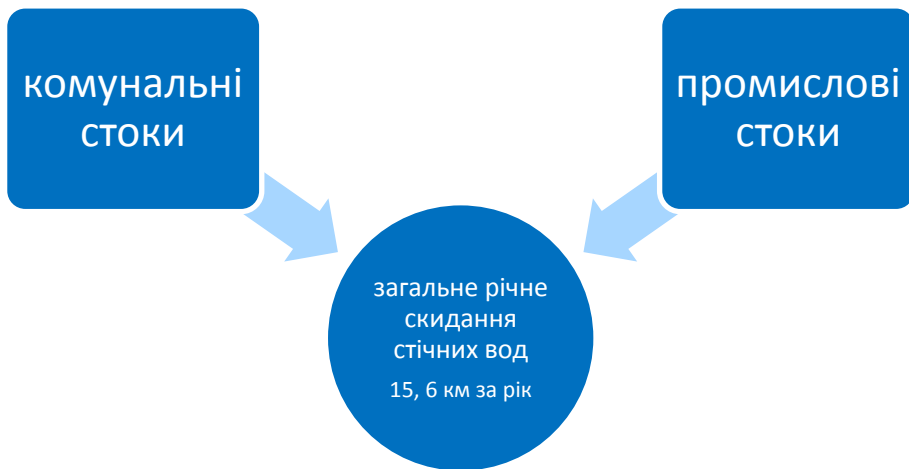 комунальні
стоки
промислові
стоки
загальне річне
скидання
стічних вод
15, 6 км за рік